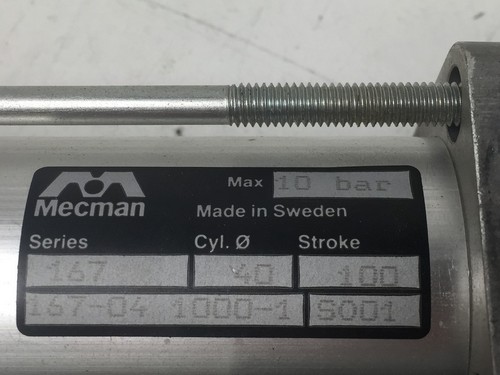 Mecman
Max 10 bar
Made in Sweden
Series Cyl. Ø Stroke
167 40 100
167-04 1000-1 S001